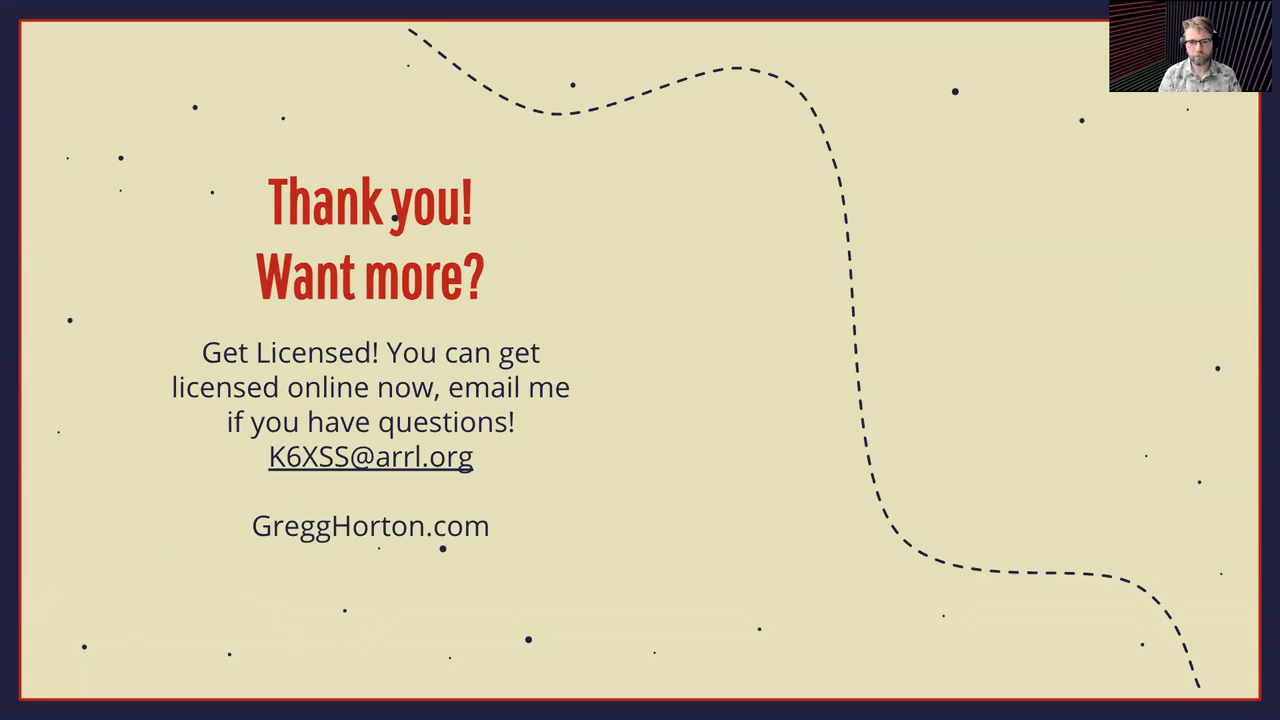 Thank you!
Want more?
Get Licensed! You can get
licensed online now, email me
if you have questions!
K6XSS@arrl.org
GreggHorton.com